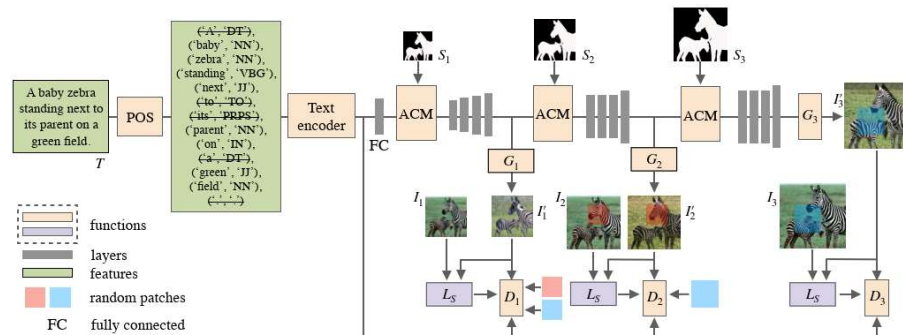 A baby zebra
standing next to
its parent on a
green field.
T
POS
('A', 'DT')
('baby', 'NN'),
('zebra', 'NN'),
('standing', 'VBG'),
('next', 'JJ'),
('to', 'TO'),
('its', 'PRPS'),
('parent', 'NN'),
('on', 'IN'),
('a', 'DT'),
('green', 'JJ'),
('field', 'NN'),
('.', '.')
Text
encoder
FC
S1
ACM
G1
S2
ACM
G2
S3
ACM
G3
I'3
I1
I'1
I2
I'2
I3
LS
D1
LS
D2
LS
D3
functions
layers
features
random patches
FC fully connected